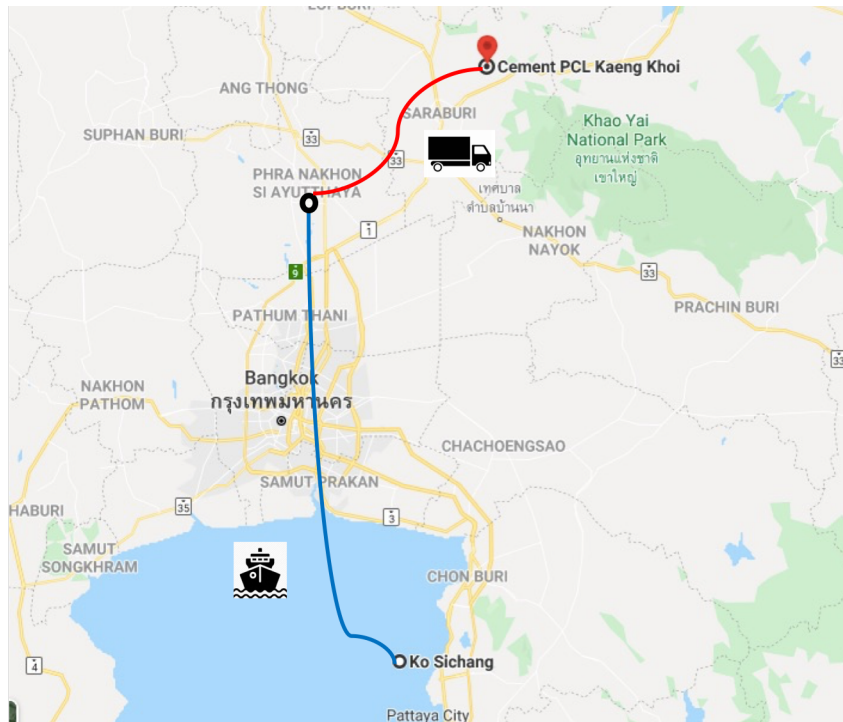 LOP BURI
Cement PCL Kaeng Khoi
ANG THONG
SARABURI
Khao Yai
National Park
อุทยานแห่งชาติ
เขาใหญ่
SUPHAN BURI
33
33
PHRA NAKHON
SI AYUTTHAYA
เทศบาล
ตำบลบ้านนา
1
NAKHON
NAYOK
9
33
PATHUM THANI
PRACHIN BURI
33
Bangkok
กรุงเทพมหานคร
NAKHON
PATHOM
CHACHOENGSAO
SAMUT PRAKAN
35
3
HABURI
SAMUT
SONGKHRAM
CHON BURI
4
Ko Sichang
Pattaya City